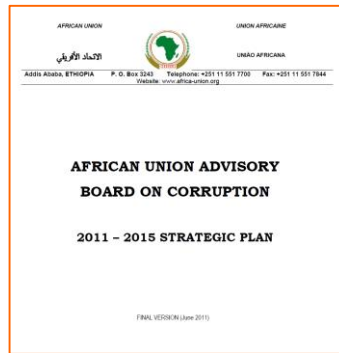 AFRICAN UNION
UNION AFRICAINE
الاتحاد الأفريقي
UNIÃO AFRICANA
Addis Ababa, ETHIOPIA P. O. Box 3243 Telephone: +251 11 551 7700 Fax: +251 11 551 7844
Website: www.africa-union.org
AFRICAN UNION ADVISORY
BOARD ON CORRUPTION
2011 – 2015 STRATEGIC PLAN
FINAL VERSION (June 2011)